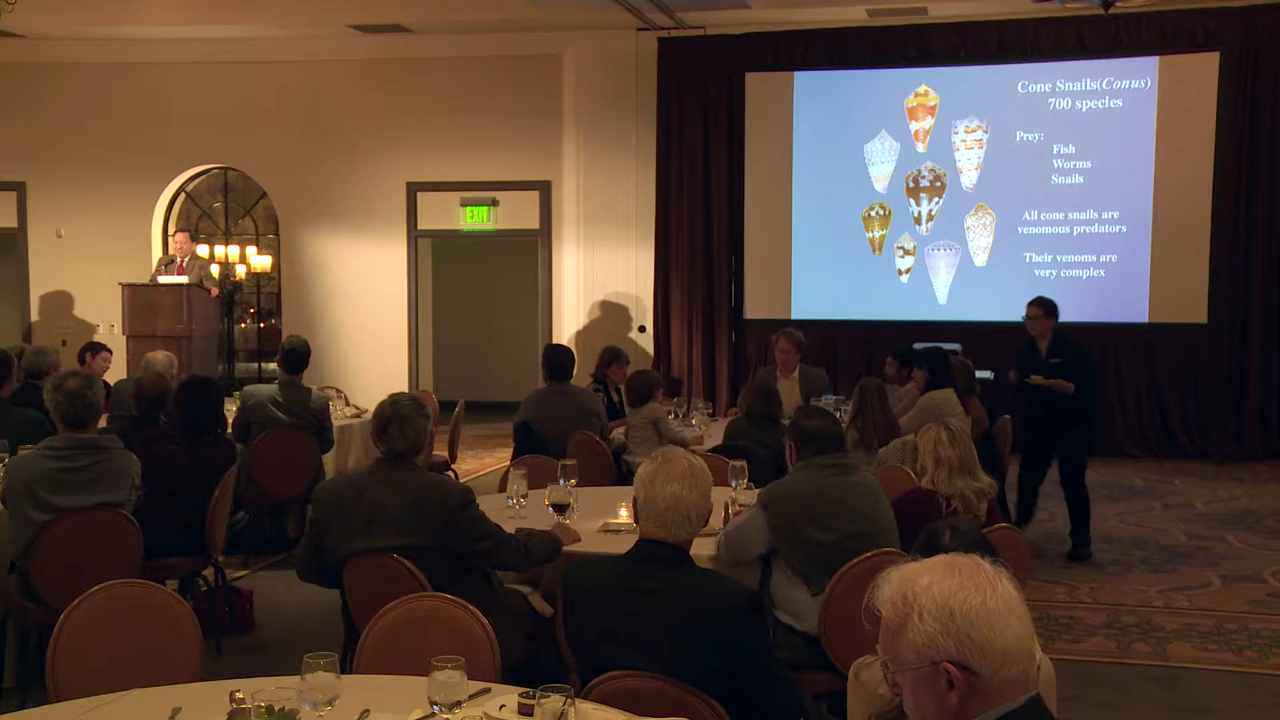 EXIT
Cone Snails(Conus)
700 species
Prey:
Fish
Worms
Snails
All cone snails are
venomous predators
Their venoms are
very complex